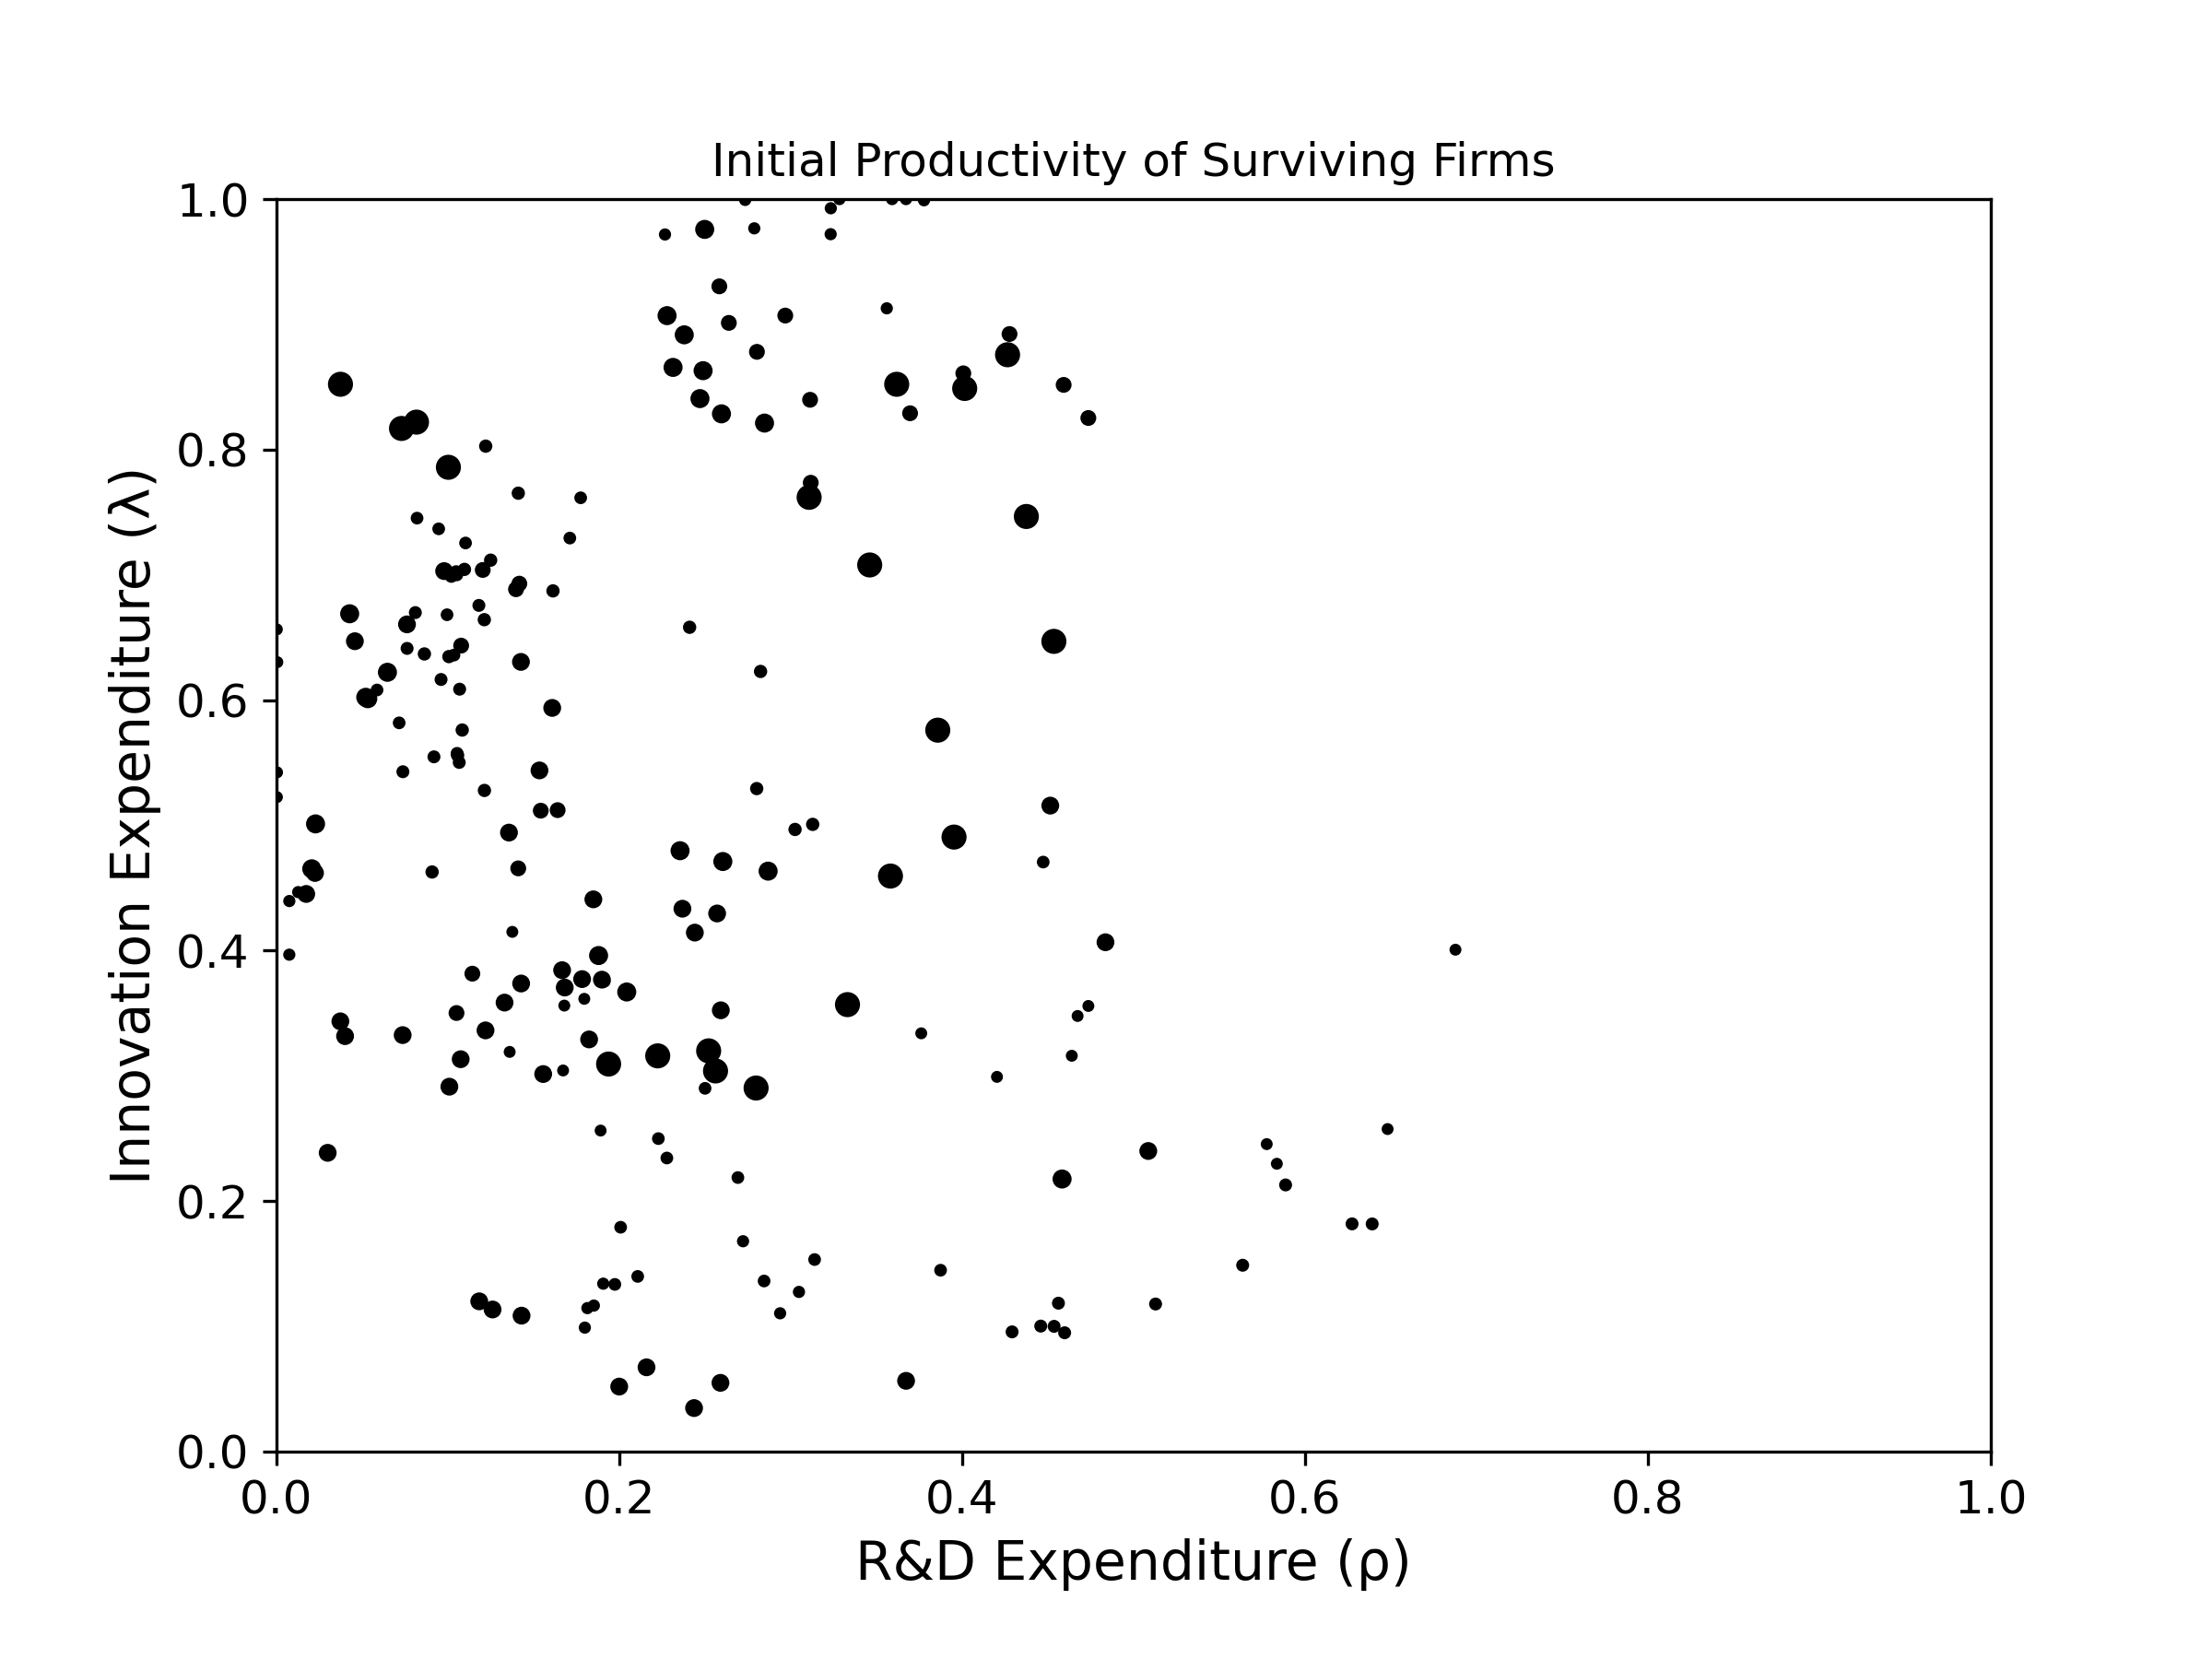 Initial Productivity of Surviving Firms
1.0
0.8
0.6
0.4
0.2
0.0
Innovation Expenditure (λ)
0.0 0.2 0.4 0.6 0.8 1.0
R&D Expenditure (ρ)